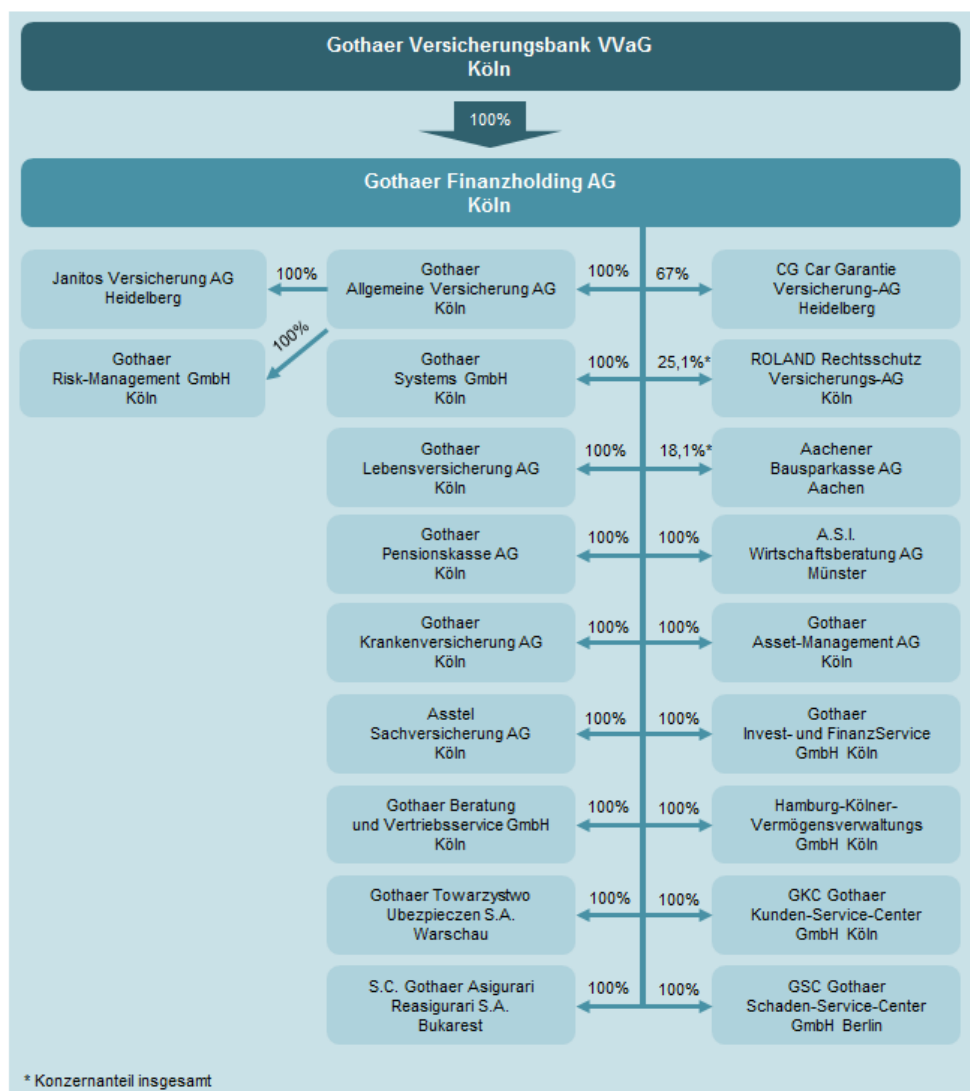 Gothaer Versicherungsbank VVaG
Köln
100%
Gothaer Finanzholding AG
Köln
Janitos Versicherung AG
Heidelberg
100%
Gothaer
Allgemeine Versicherung AG
Köln
100%
67%
CG Car Garantie
Versicherung-AG
Heidelberg
Gothaer
Risk-Management GmbH
Köln
100%
Gothaer
Systems GmbH
Köln
100%
25,1%*
ROLAND Rechtsschutz
Versicherungs-AG
Köln
Gothaer
Lebensversicherung AG
Köln
100%
18,1%*
Aachener
Bausparkasse AG
Aachen
Gothaer
Pensionskasse AG
Köln
100%
100%
A.S.I.
Wirtschaftsberatung AG
Münster
Gothaer
Krankenversicherung AG
Köln
100%
100%
Gothaer
Asset-Management AG
Köln
Asstel
Sachversicherung AG
Köln
100%
100%
Gothaer
Invest- und FinanzService
GmbH Köln
Gothaer Beratung
und Vertriebsservice GmbH
Köln
100%
100%
Hamburg-Kölner-
Vermögensverwaltungs
GmbH Köln
Gothaer Towarzystwo
Ubezpieczen S.A.
Warschau
100%
100%
GKC Gothaer
Kunden-Service-Center
GmbH Köln
S.C. Gothaer Asigurari
Reasigurari S.A.
Bukarest
100%
100%
GSC Gothaer
Schaden-Service-Center
GmbH Berlin
* Konzernanteil insgesamt